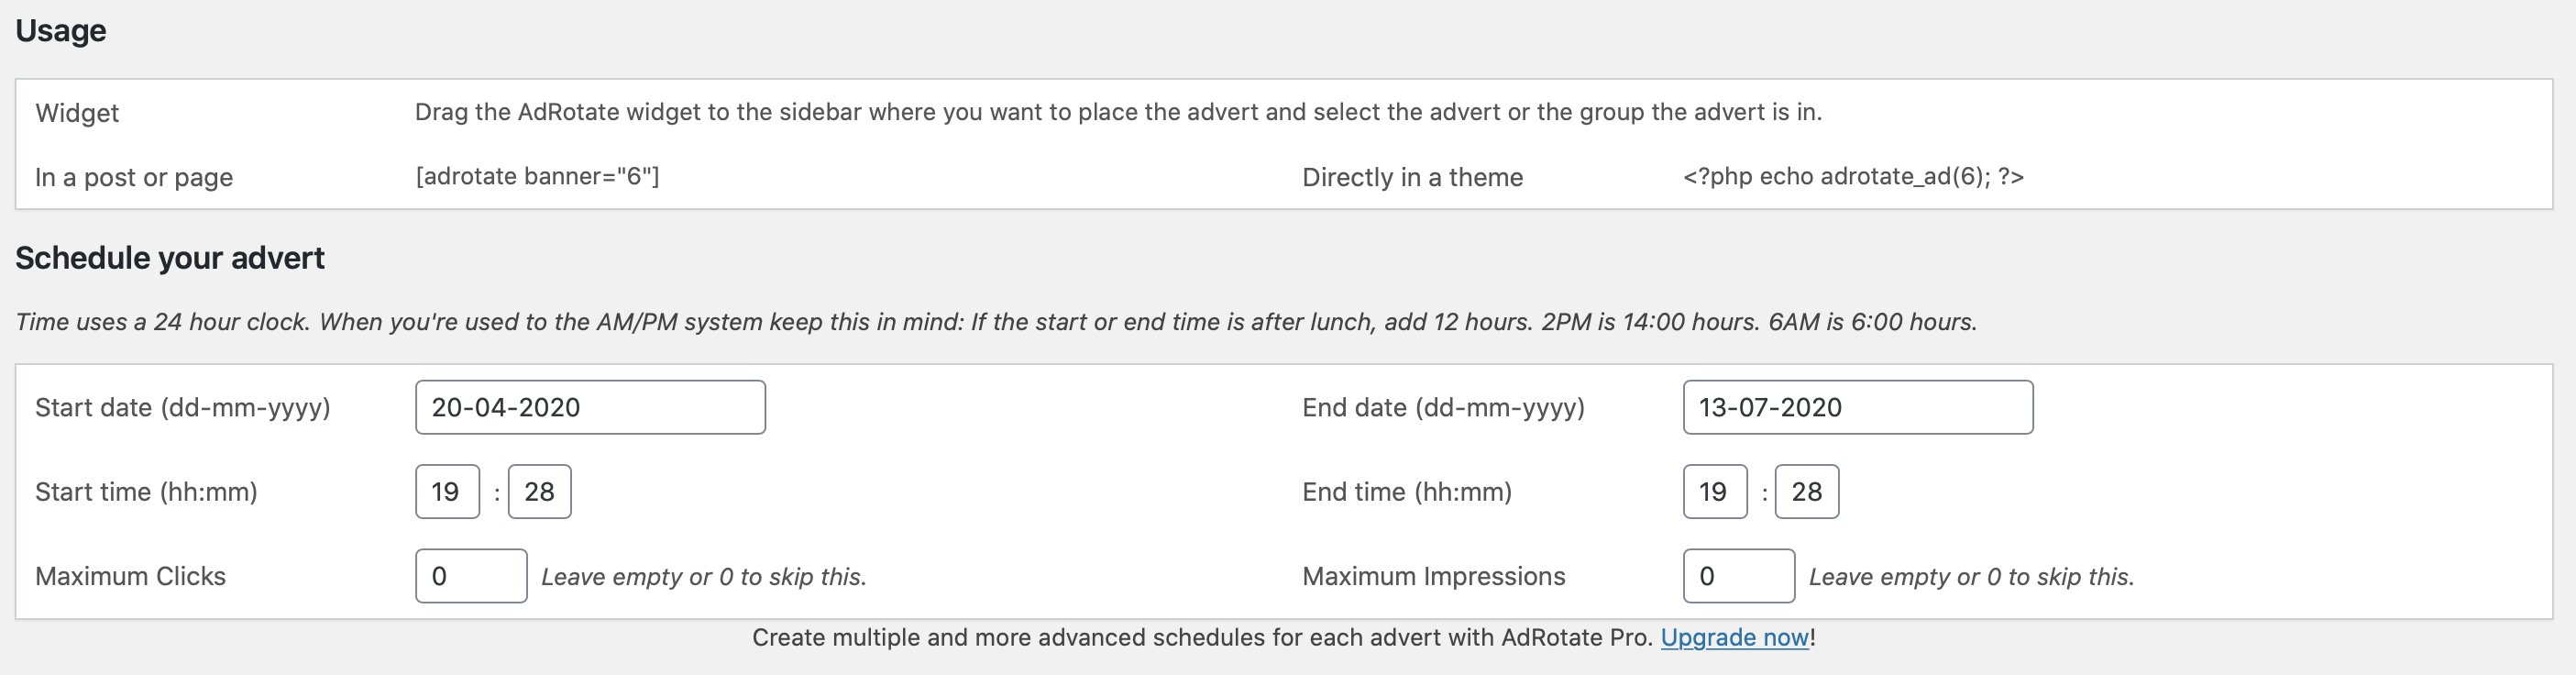 Usage
Widget Drag the AdRotate widget to the sidebar where you want to place the advert and select the advert or the group the advert is in.
In a post or page [adrotate banner="6"] Directly in a theme <?php echo adrotate_ad(6); ?>
Schedule your advert
Time uses a 24 hour clock. When you're used to the AM/PM system keep this in mind: If the start or end time is after lunch, add 12 hours. 2PM is 14:00 hours. 6AM is 6:00 hours.
Start date (dd-mm-yyyy) 20-04-2020 End date (dd-mm-yyyy) 13-07-2020
Start time (hh:mm) 19 : 28 End time (hh:mm) 19 : 28
Maximum Clicks 0 Leave empty or 0 to skip this. Maximum Impressions 0 Leave empty or 0 to skip this.
Create multiple and more advanced schedules for each advert with AdRotate Pro. Upgrade now!